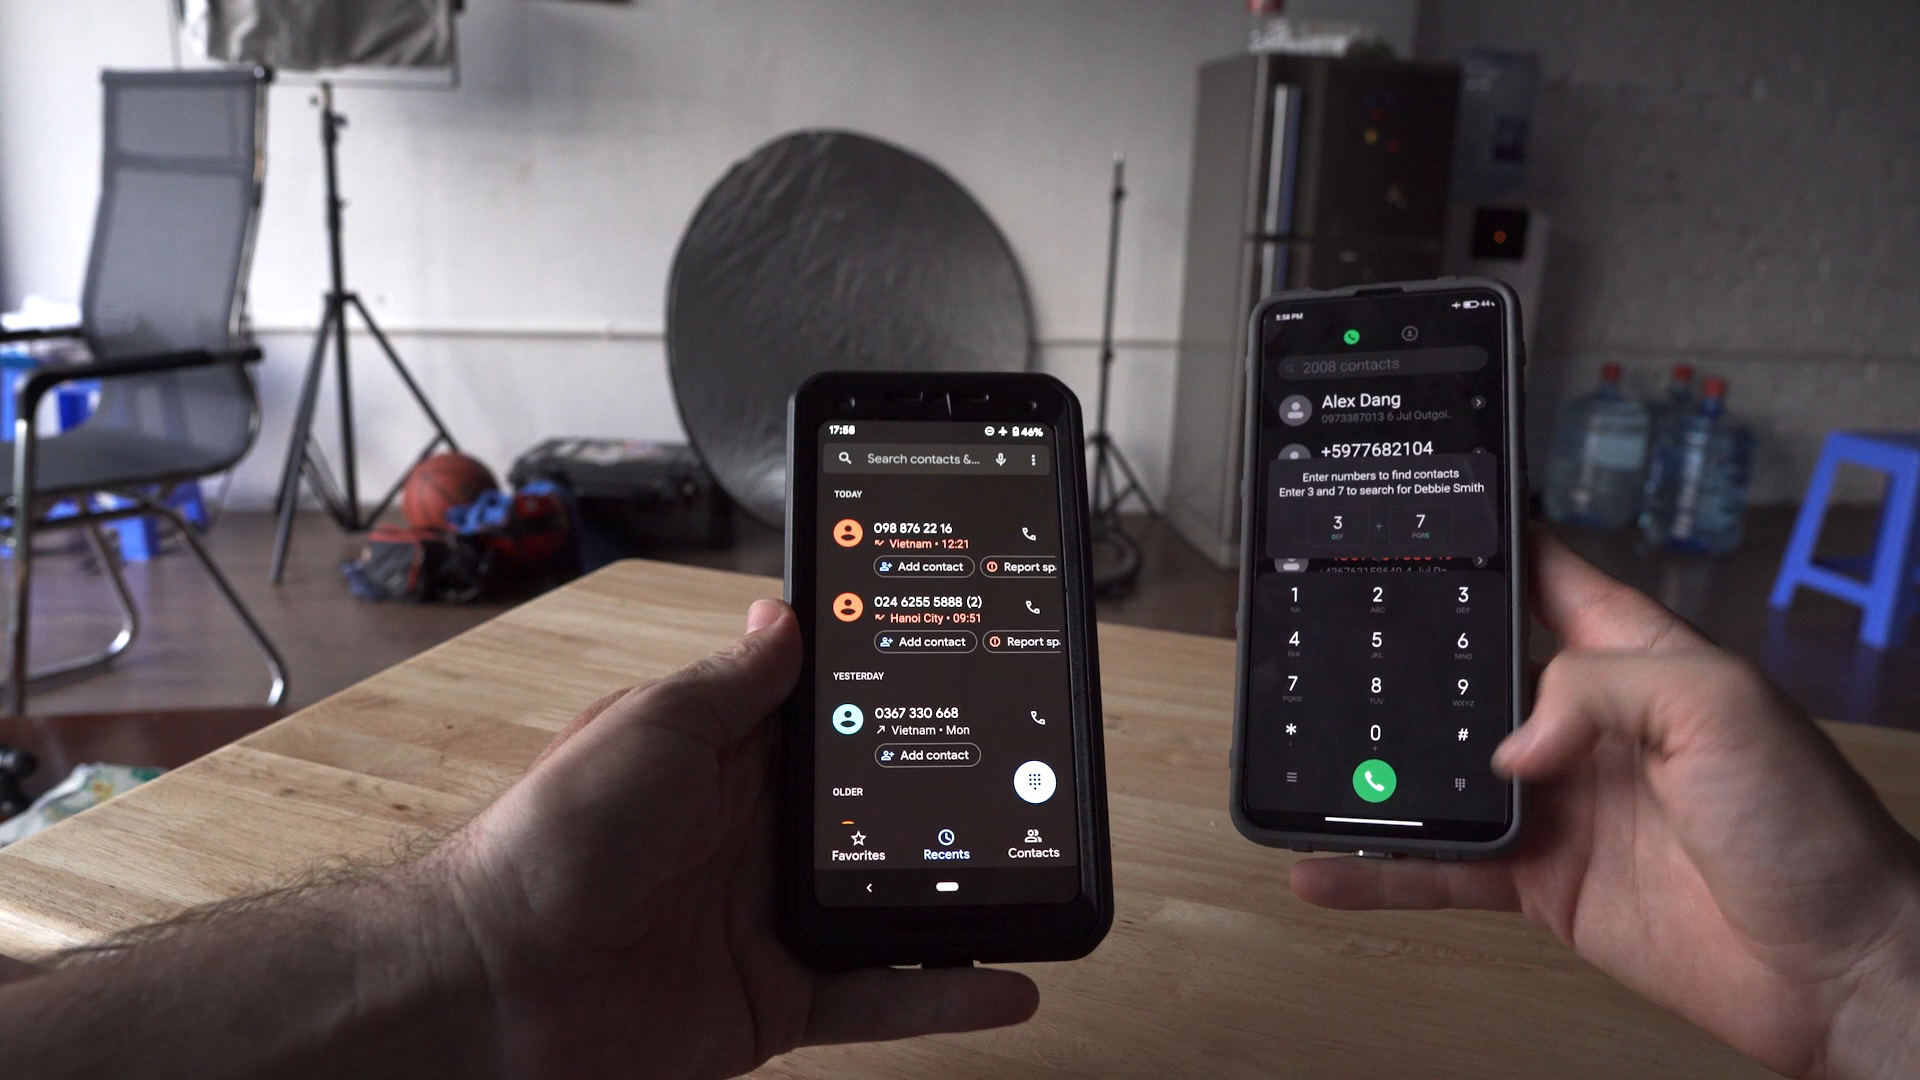 17:58
46%
Search contacts &...
TODAY
098 876 22 16
Vietnam • 12:21
Add contact
Report sp
024 6255 5888 (2)
Hanoi City • 09:51
Add contact
Report sp
YESTERDAY
0367 330 668
Vietnam • Mon
Add contact
OLDER
Favorites
Recents
Contacts
5:58 PM
44
2008 contacts
Alex Dang
0973387013 6 Jul Outgoi...
+5977682104
Enter numbers to find contacts
Enter 3 and 7 to search for Debbie Smith
3 + 7
DEF PQRS
1 2 3
ABC DEF
4 5 6
GHI JKL MNO
7 8 9
PQRS TUV WXYZ
* 0 #
+